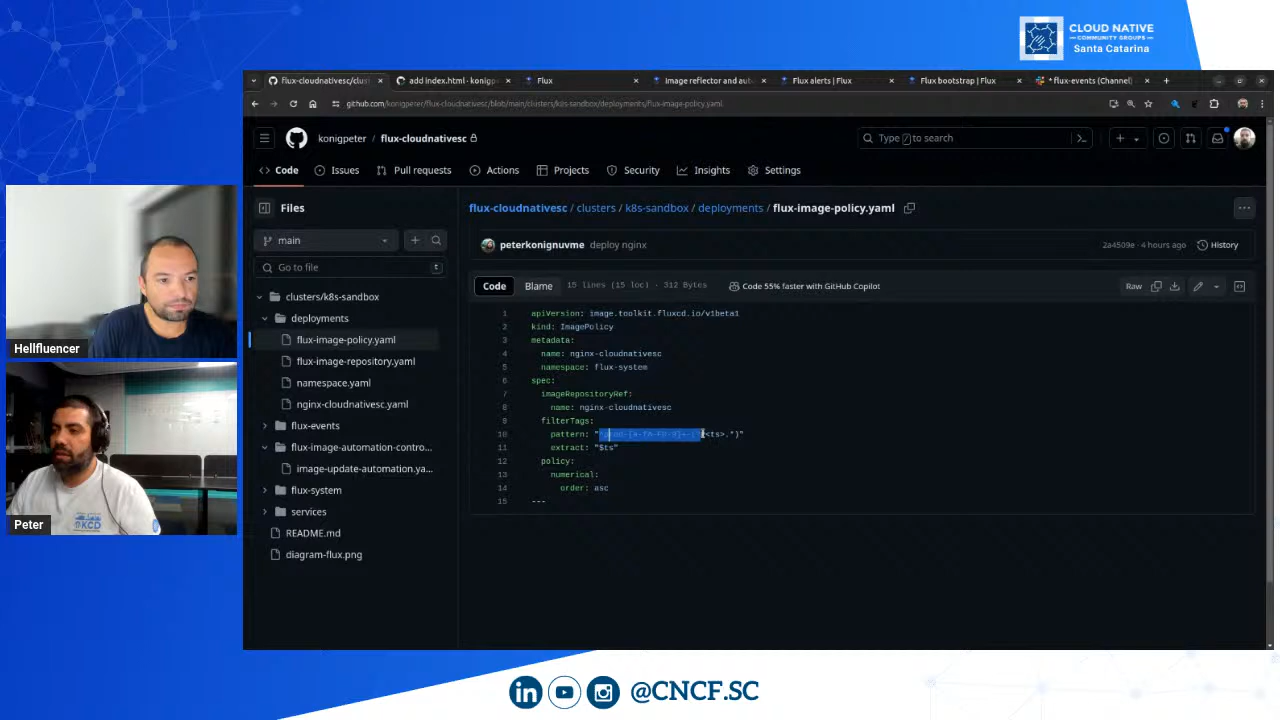 CLOUD NATIVE
COMMUNITY GROUPS
Santa Catarina
flux-cloudnativesc/clus
add index.html · konigp
Flux
Image reflector and au
Flux alerts | Flux
Flux bootstrap | Flux
* flux-events (Channel)
github.com/konigpeter/flux-cloudnativesc/blob/main/clusters/k8s-sandbox/deployments/flux-image-policy.yaml
konigpeter / flux-cloudnativesc
Type / to search
Code
Issues
Pull requests
Actions
Projects
Security
Insights
Settings
Files
main
Go to file
t
clusters/k8s-sandbox
deployments
flux-image-policy.yaml
flux-image-repository.yaml
namespace.yaml
nginx-cloudnativesc.yaml
flux-events
flux-image-automation-contro...
image-update-automation.ya...
flux-system
services
README.md
diagram-flux.png
flux-cloudnativesc / clusters / k8s-sandbox / deployments / flux-image-policy.yaml
peterkonignuvme deploy nginx
2a4509e · 4 hours ago
History
Code
Blame
15 lines (15 loc) · 312 Bytes
Code 55% faster with GitHub Copilot
Raw
1 apiVersion: image.toolkit.fluxcd.io/v1beta1
2 kind: ImagePolicy
3 metadata:
4 name: nginx-cloudnativesc
5 namespace: flux-system
6 spec:
7 imageRepositoryRef:
8 name: nginx-cloudnativesc
9 filterTags:
10 pattern: "<ts>.*)"
11 extract: "$ts"
12 policy:
13 numerical:
14 order: asc
15 ---
Hellfluencer
KCD
Peter
in
@CNCF.SC